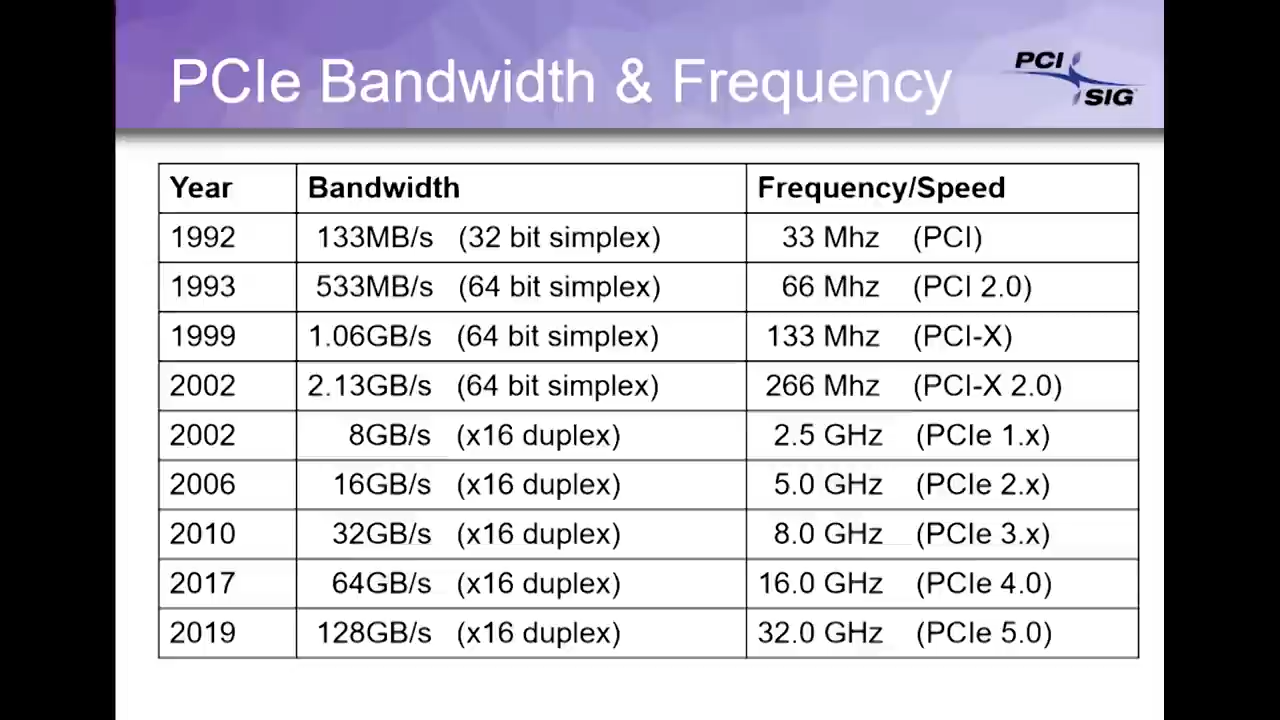 PCIe Bandwidth & Frequency
PCI
SIG
Year Bandwidth Frequency/Speed
1992 133MB/s (32 bit simplex) 33 Mhz (PCI)
1993 533MB/s (64 bit simplex) 66 Mhz (PCI 2.0)
1999 1.06GB/s (64 bit simplex) 133 Mhz (PCI-X)
2002 2.13GB/s (64 bit simplex) 266 Mhz (PCI-X 2.0)
2002 8GB/s (x16 duplex) 2.5 GHz (PCIe 1.x)
2006 16GB/s (x16 duplex) 5.0 GHz (PCIe 2.x)
2010 32GB/s (x16 duplex) 8.0 GHz (PCIe 3.x)
2017 64GB/s (x16 duplex) 16.0 GHz (PCIe 4.0)
2019 128GB/s (x16 duplex) 32.0 GHz (PCIe 5.0)